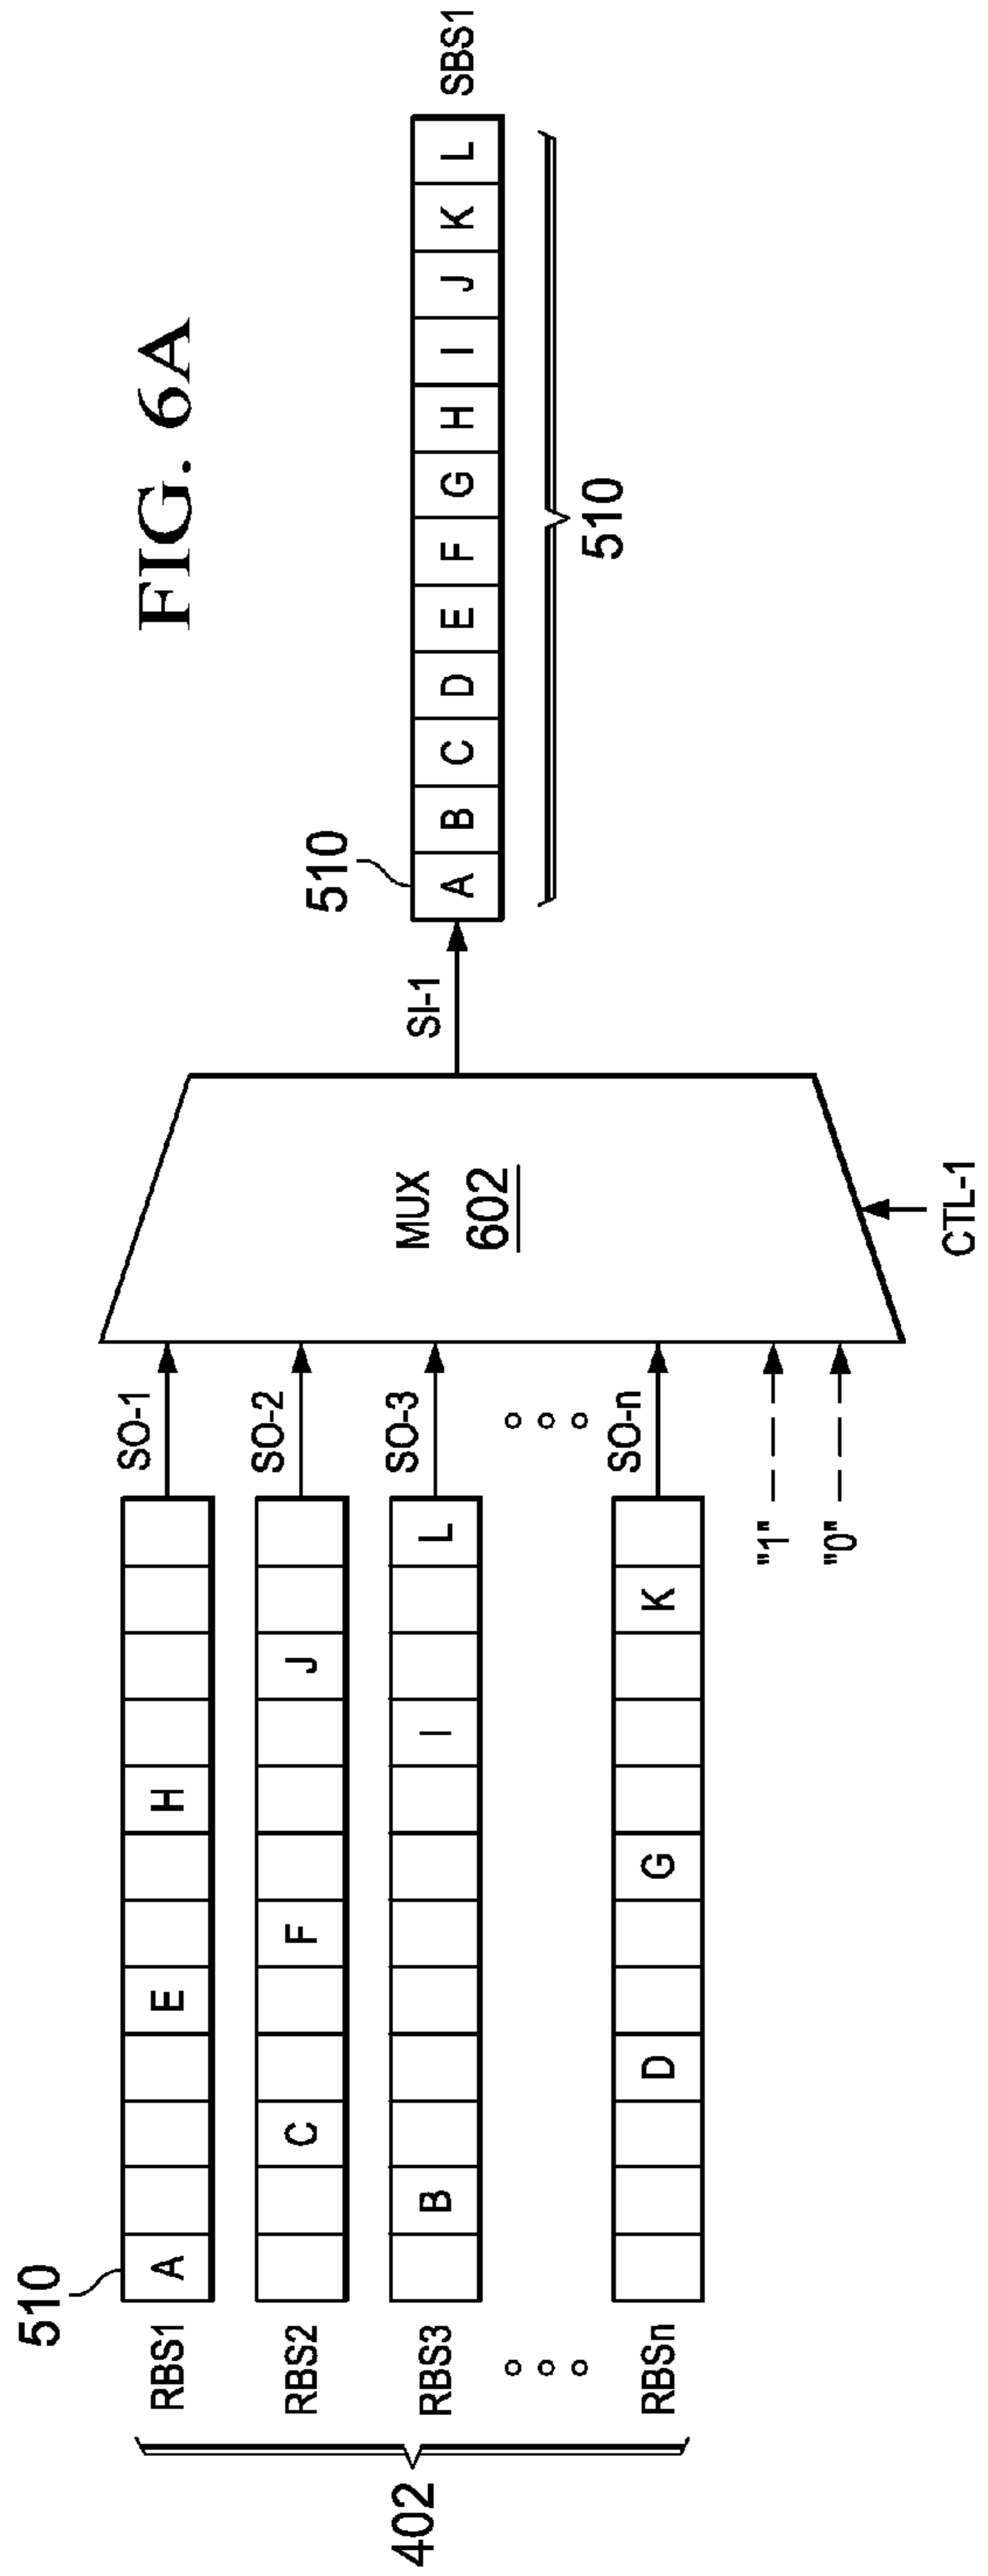 FIG. 6A
510
RBS1 A E H SO-1
RBS2 C F J SO-2
RBS3 B I L SO-3
RBSn D G K SO-n
402
"1"
"0"
MUX
602
CTL-1
SI-1
510
A B C D E F G H I J K L SBS1
510